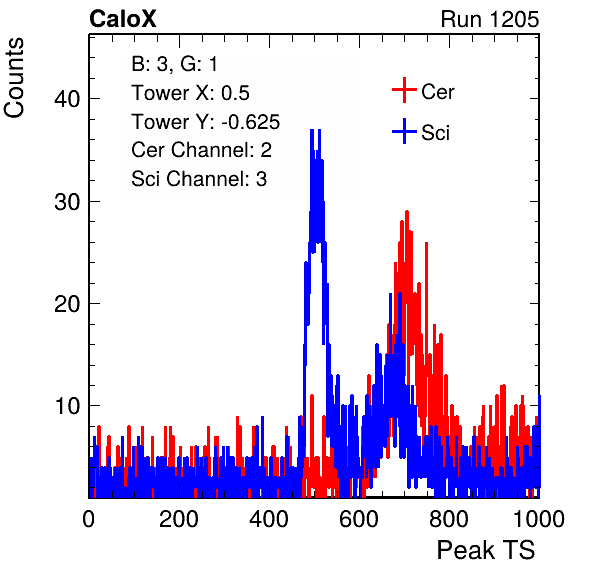 CaloX Run 1205
Counts
B: 3, G: 1
Tower X: 0.5
Tower Y: -0.625
Cer Channel: 2
Sci Channel: 3
Cer
Sci
40
30
20
10
0 200 400 600 800 1000
Peak TS